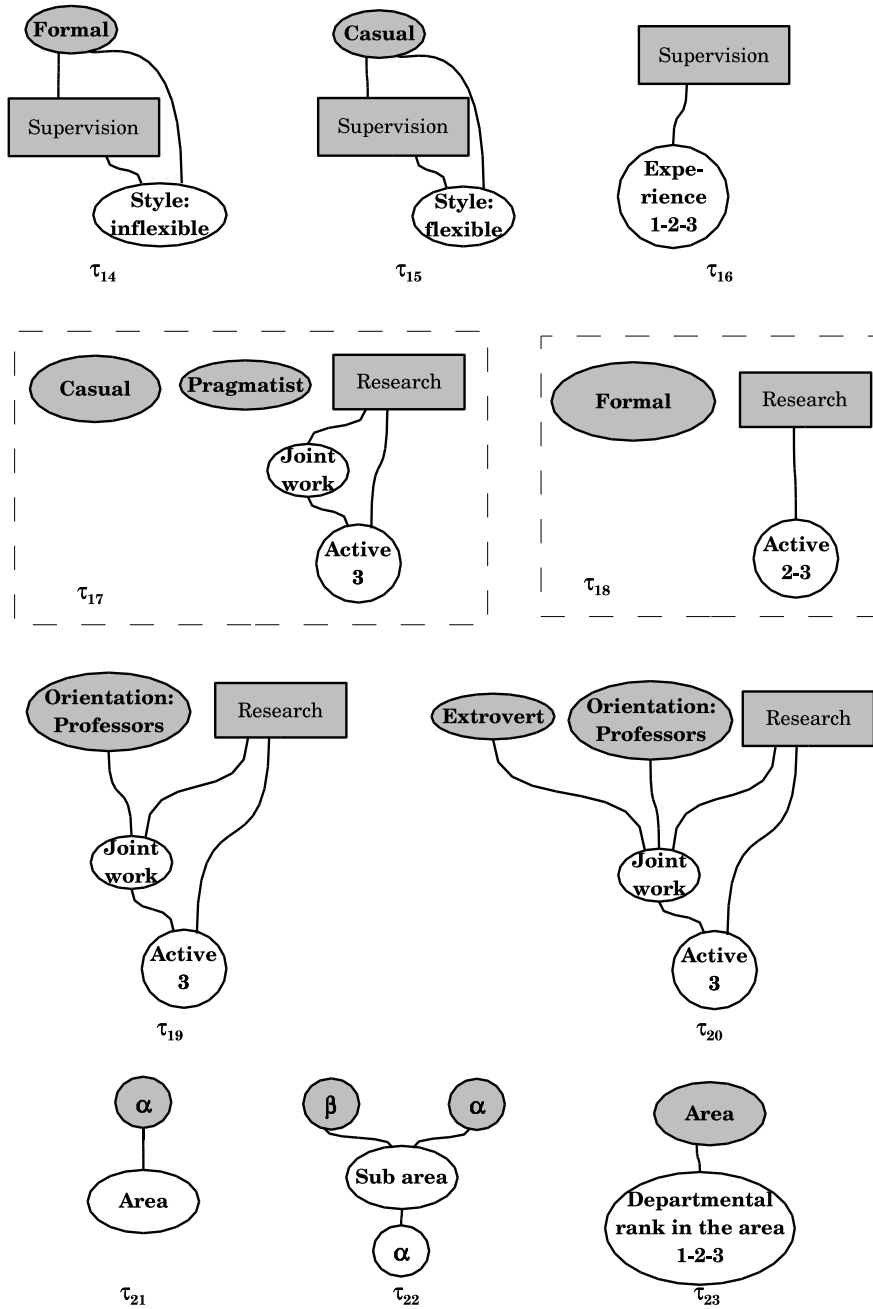 Formal
Supervision
Style:
inflexible
τ14
Casual
Supervision
Style:
flexible
τ15
Supervision
Expe-
rience
1-2-3
τ16
Casual
Pragmatist
Research
Joint
work
Active
3
τ17
Formal
Research
Active
2-3
τ18
Orientation:
Professors
Research
Joint
work
Active
3
τ19
Extrovert
Orientation:
Professors
Research
Joint
work
Active
3
τ20
α
Area
τ21
β
α
Sub area
α
τ22
Area
Departmental
rank in the area
1-2-3
τ23